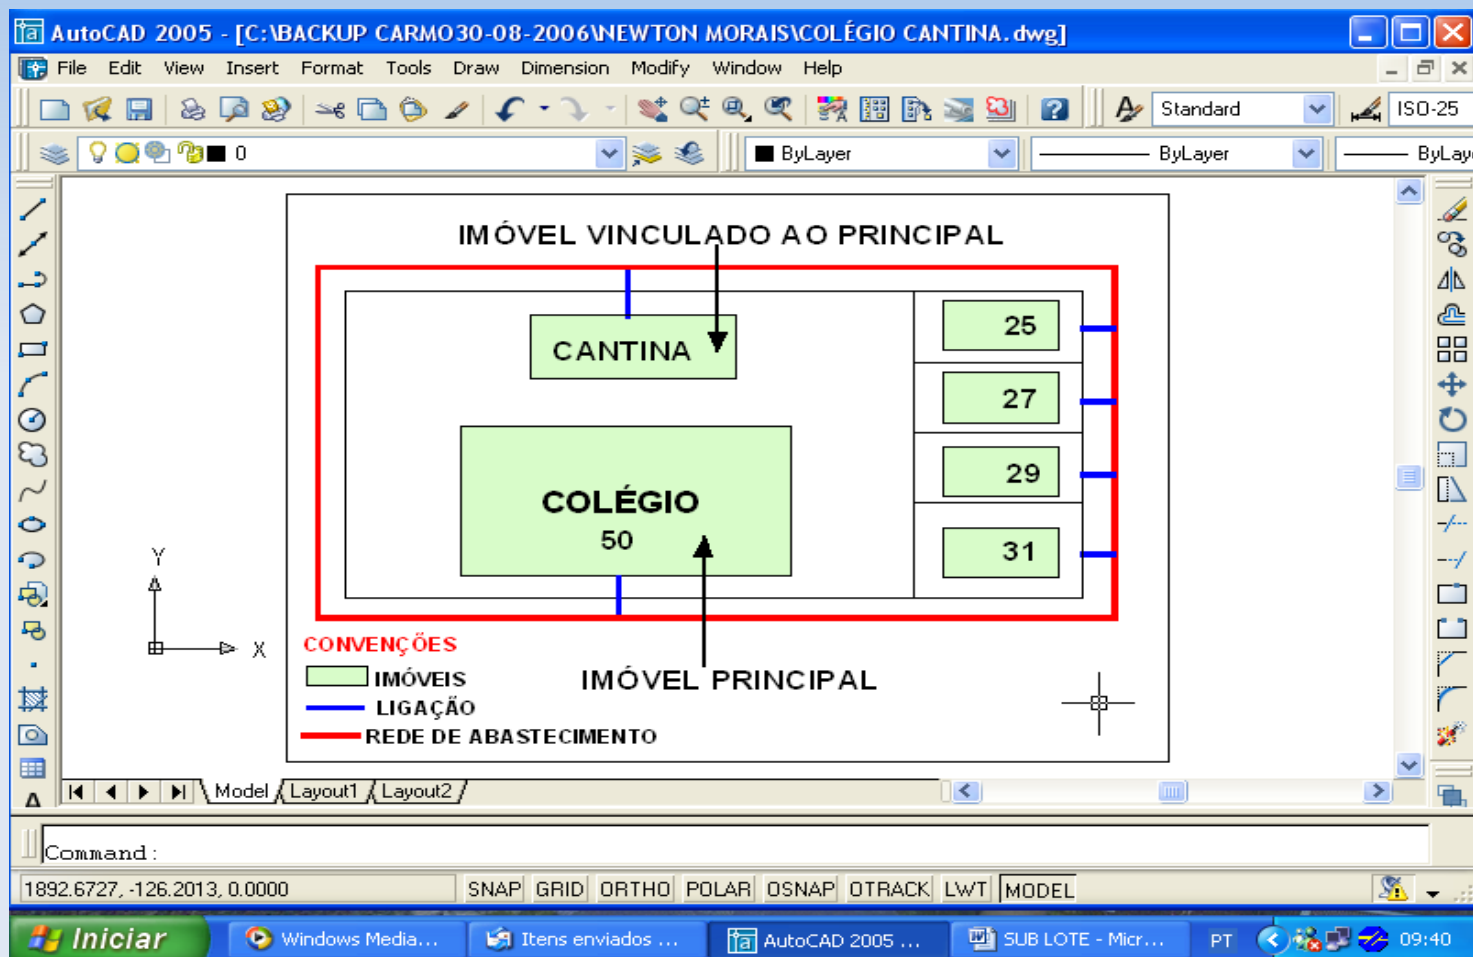 AutoCAD 2005 - [C:\BACKUP CARMO30-08-2006\NEWTON MORAIS\COLÉGIO CANTINA.dwg]
File Edit View Insert Format Tools Draw Dimension Modify Window Help
Standard ISO-25
0 ByLayer ByLayer ByLay
IMÓVEL VINCULADO AO PRINCIPAL
25
CANTINA
27
29
COLÉGIO
50
31
Y
X
CONVENÇÕES
IMÓVEIS
IMÓVEL PRINCIPAL
LIGAÇÃO
REDE DE ABASTECIMENTO
A
Model Layout1 Layout2
Command:
1892.6727, -126.2013, 0.0000 SNAP GRID ORTHO POLAR OSNAP OTRACK LWT MODEL
Iniciar Windows Media... Itens enviados ... AutoCAD 2005 ... SUB LOTE - Micr... PT 09:40